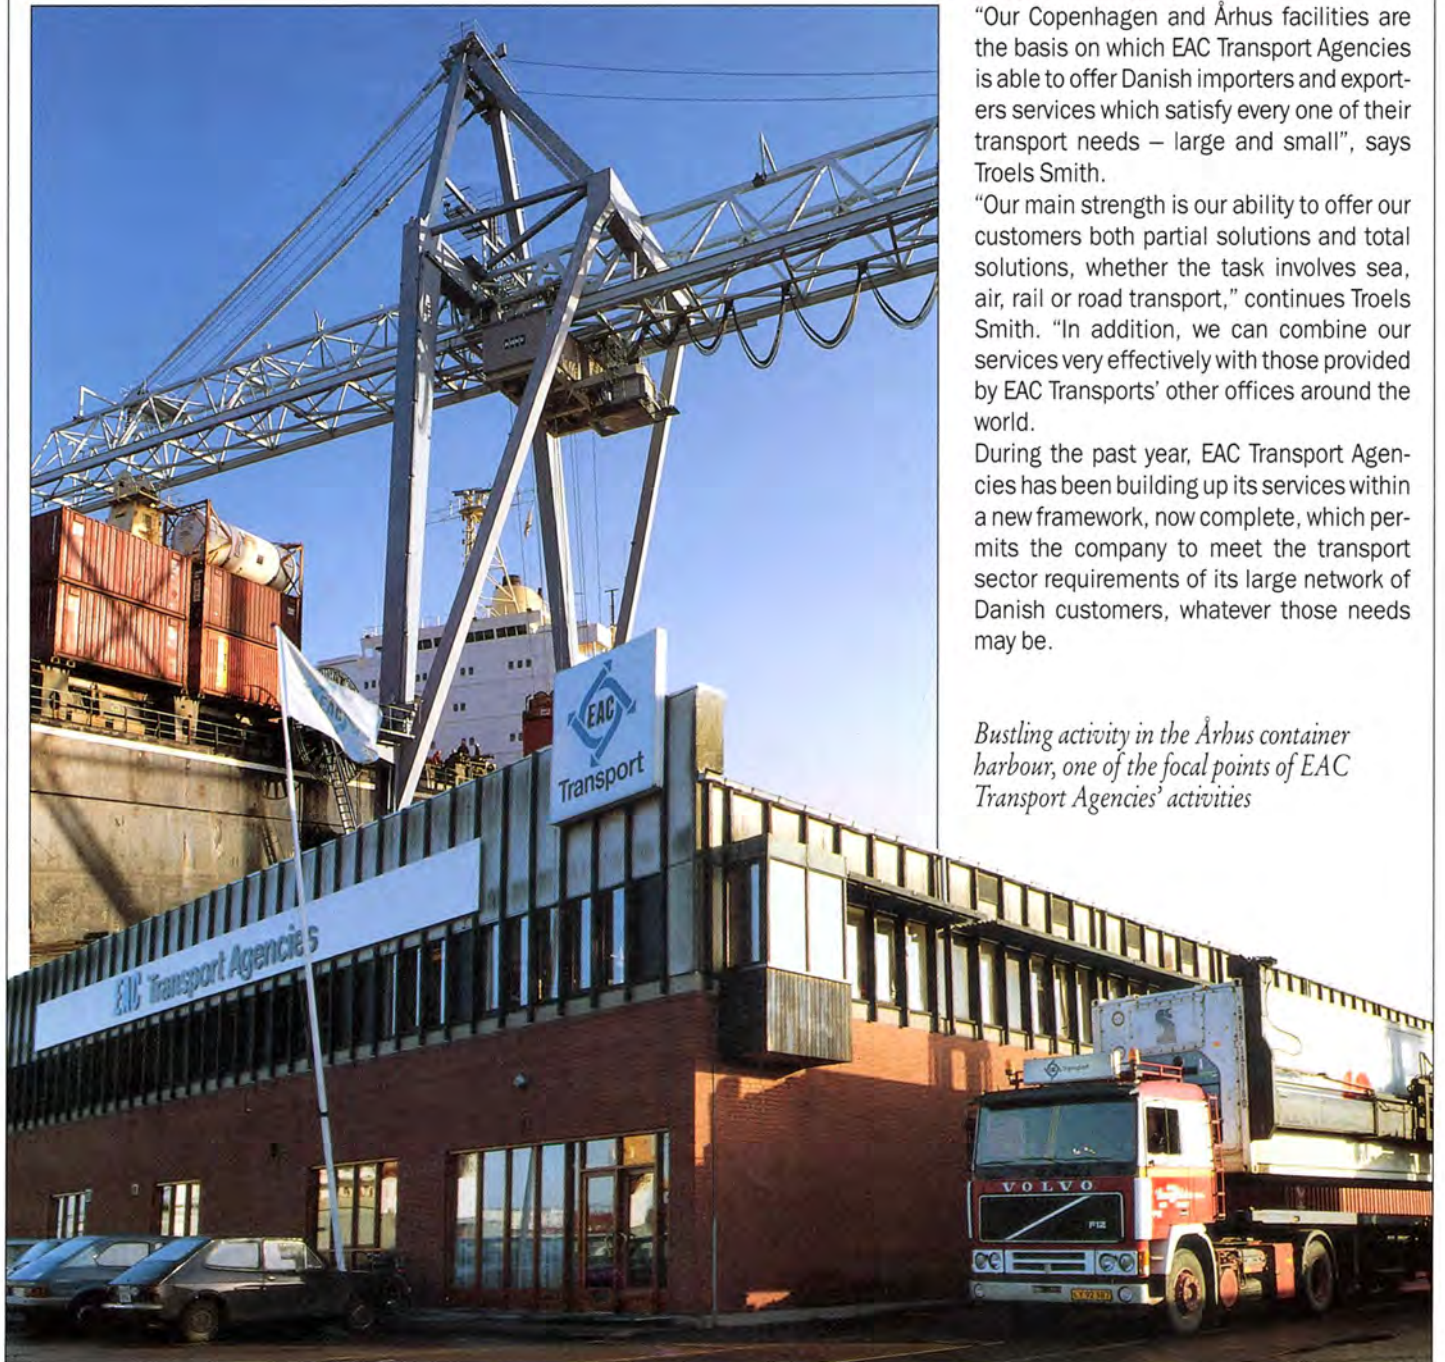 “Our Copenhagen and Århus facilities are
the basis on which EAC Transport Agencies
is able to offer Danish importers and export-
ers services which satisfy every one of their
transport needs – large and small”, says
Troels Smith.
“Our main strength is our ability to offer our
customers both partial solutions and total
solutions, whether the task involves sea,
air, rail or road transport,” continues Troels
Smith. “In addition, we can combine our
services very effectively with those provided
by EAC Transports’ other offices around the
world.
During the past year, EAC Transport Agen-
cies has been building up its services within
a new framework, now complete, which per-
mits the company to meet the transport
sector requirements of its large network of
Danish customers, whatever those needs
may be.
Bustling activity in the Århus container
harbour, one of the focal points of EAC
Transport Agencies’ activities
EAC
EAC
Transport
EAC Transport Agencies
Transport
VOLVO
F12